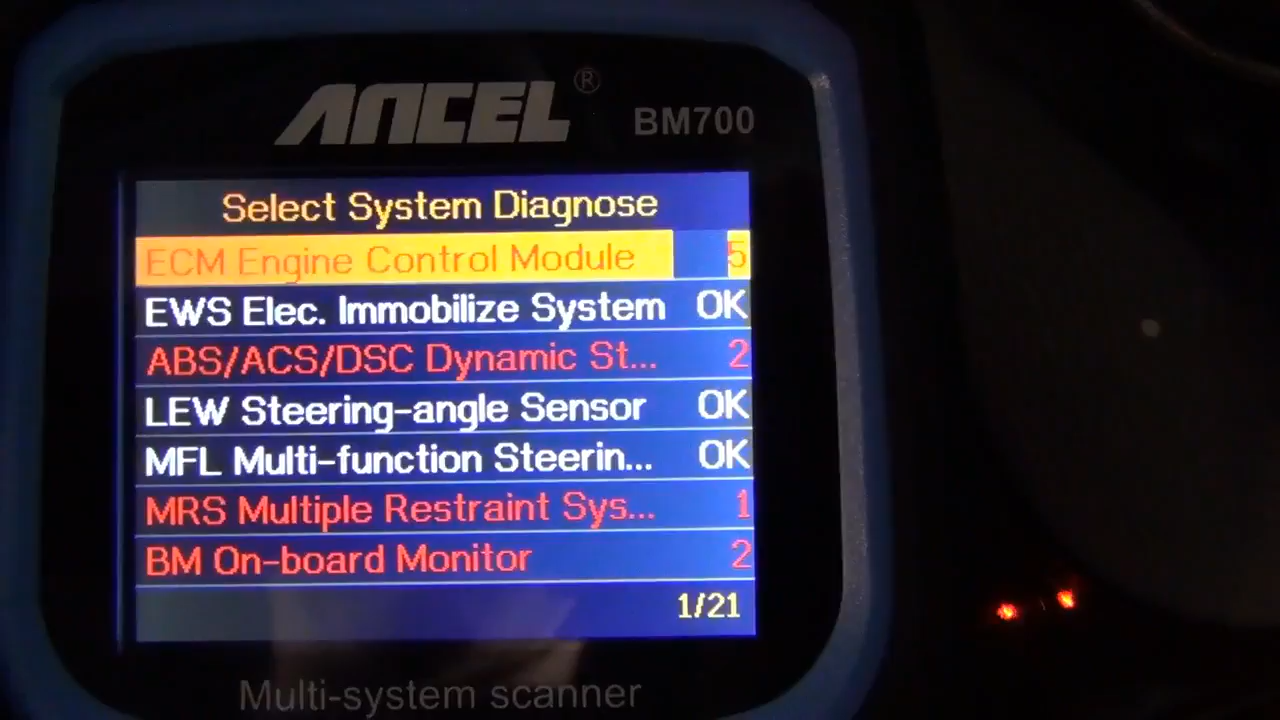 ANCEL ®
BM700
Select System Diagnose
ECM Engine Control Module 5
EWS Elec. Immobilize System OK
ABS/ACS/DSC Dynamic St... 2
LEW Steering-angle Sensor OK
MFL Multi-function Steerin... OK
MRS Multiple Restraint Sys... 1
BM On-board Monitor 2
1/21
Multi-system scanner